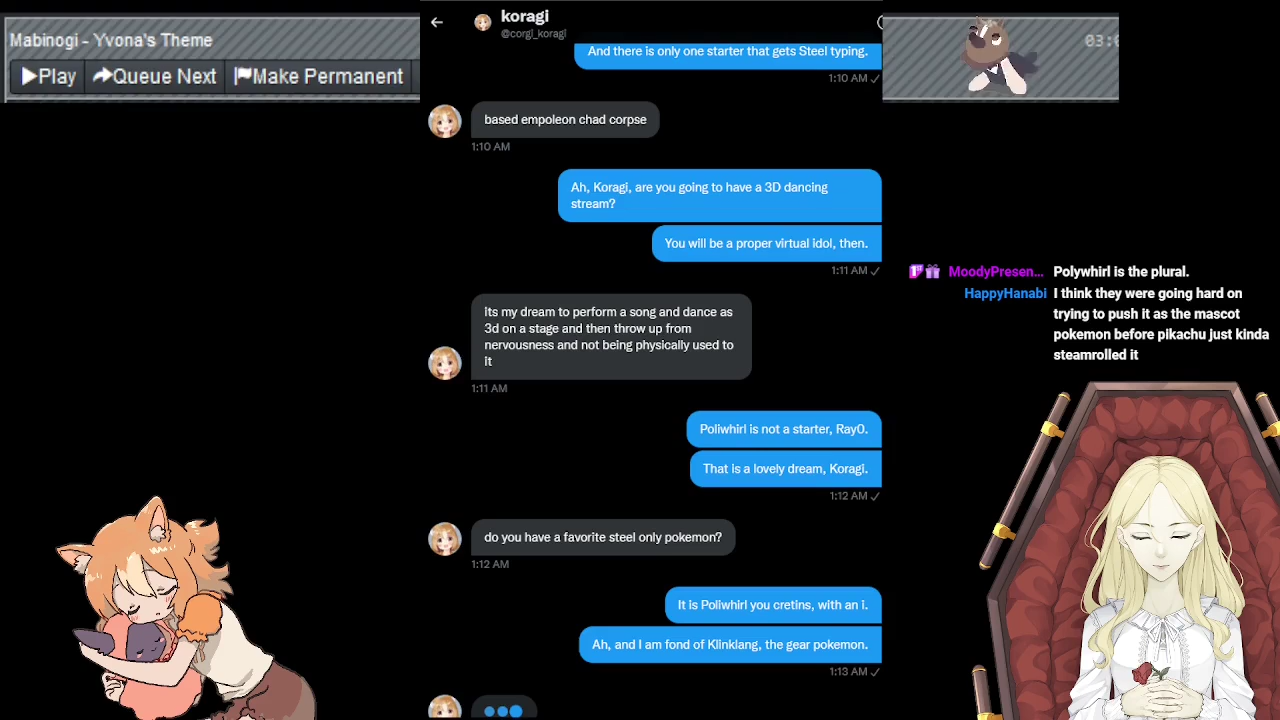 Mabinogi - Yvona's Theme
Play Queue Next Make Permanent
koragi
@corgi_koragi
And there is only one starter that gets Steel typing.
1:10 AM
based empoleon chad corpse
1:10 AM
Ah, Koragi, are you going to have a 3D dancing
stream?
You will be a proper virtual idol, then.
1:11 AM
Its my dream to perform a song and dance as
3d on a stage and then throw up from
nervousness and not being physically used to
it
1:11 AM
Poliwhirl is not a starter, Ray0.
That is a lovely dream, Koragi.
1:12 AM
do you have a favorite steel only pokemon?
1:12 AM
It is Poliwhirl you cretins, with an i.
Ah, and I am fond of Klinklang, the gear pokemon.
1:13 AM
MoodyPresen... Polywhirl is the plural.
HappyHanabi I think they were going hard on
trying to push it as the mascot
pokemon before pikachu just kinda
steamrolled it